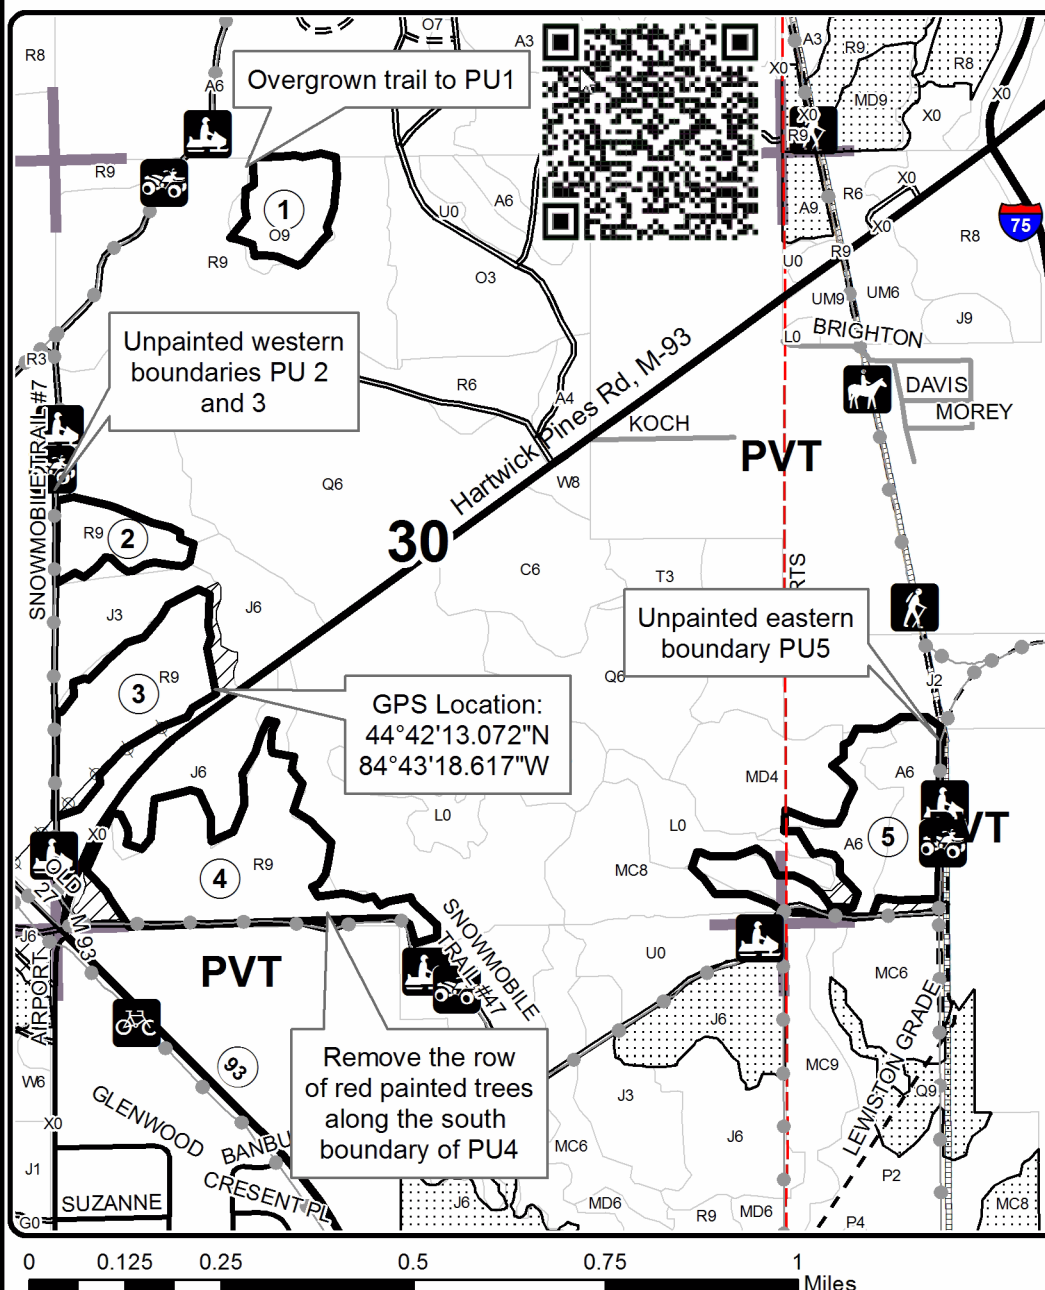 O7
A3
R8
A3
R9
R8
A6
X0
MD9
X0
X0
X0
R9
Overgrown trail to PU1
R9
1
O9
R9
U0
A6
O3
X0
R6
A9
X0
R8
75
R9
U0
UM9
UM6
J9
L0
BRIGHTON
R3
Unpainted western
boundaries PU 2
and 3
SNOWMOBILE TRAIL #7
R6
A4
Hartwick Pines Rd, M-93
KOCH
DAVIS
MOREY
PVT
Q6
W8
R9
2
30
C6
T3
RTS
J3
J6
Unpainted eastern
boundary PU5
R9
3
Q6
J2
GPS Location:
44°42'13.072"N
84°43'18.617"W
J6
MD4
A6
L0
L0
X0
A6
5
PVT
R9
4
MC8
OLD
27
M 93
SNOWMOBILE
TRAIL #47
J6
PVT
U0
MC6
AIRPORT
J6
LEWISTON GRADE
93
W6
Remove the row
of red painted trees
along the south
boundary of PU4
MC9
Q9
J3
X0
GLENWOOD
BANBU
MC6
J6
P2
J1
SUZANNE
CRESENT PL
J6
MD6
R9
MD6
P4
MC8
G0
0
0.125
0.25
0.5
0.75
1
Miles